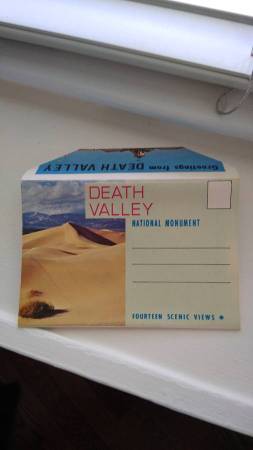 Greetings from DEATH VALLEY
DEATH
VALLEY
NATIONAL MONUMENT
FOURTEEN SCENIC VIEWS